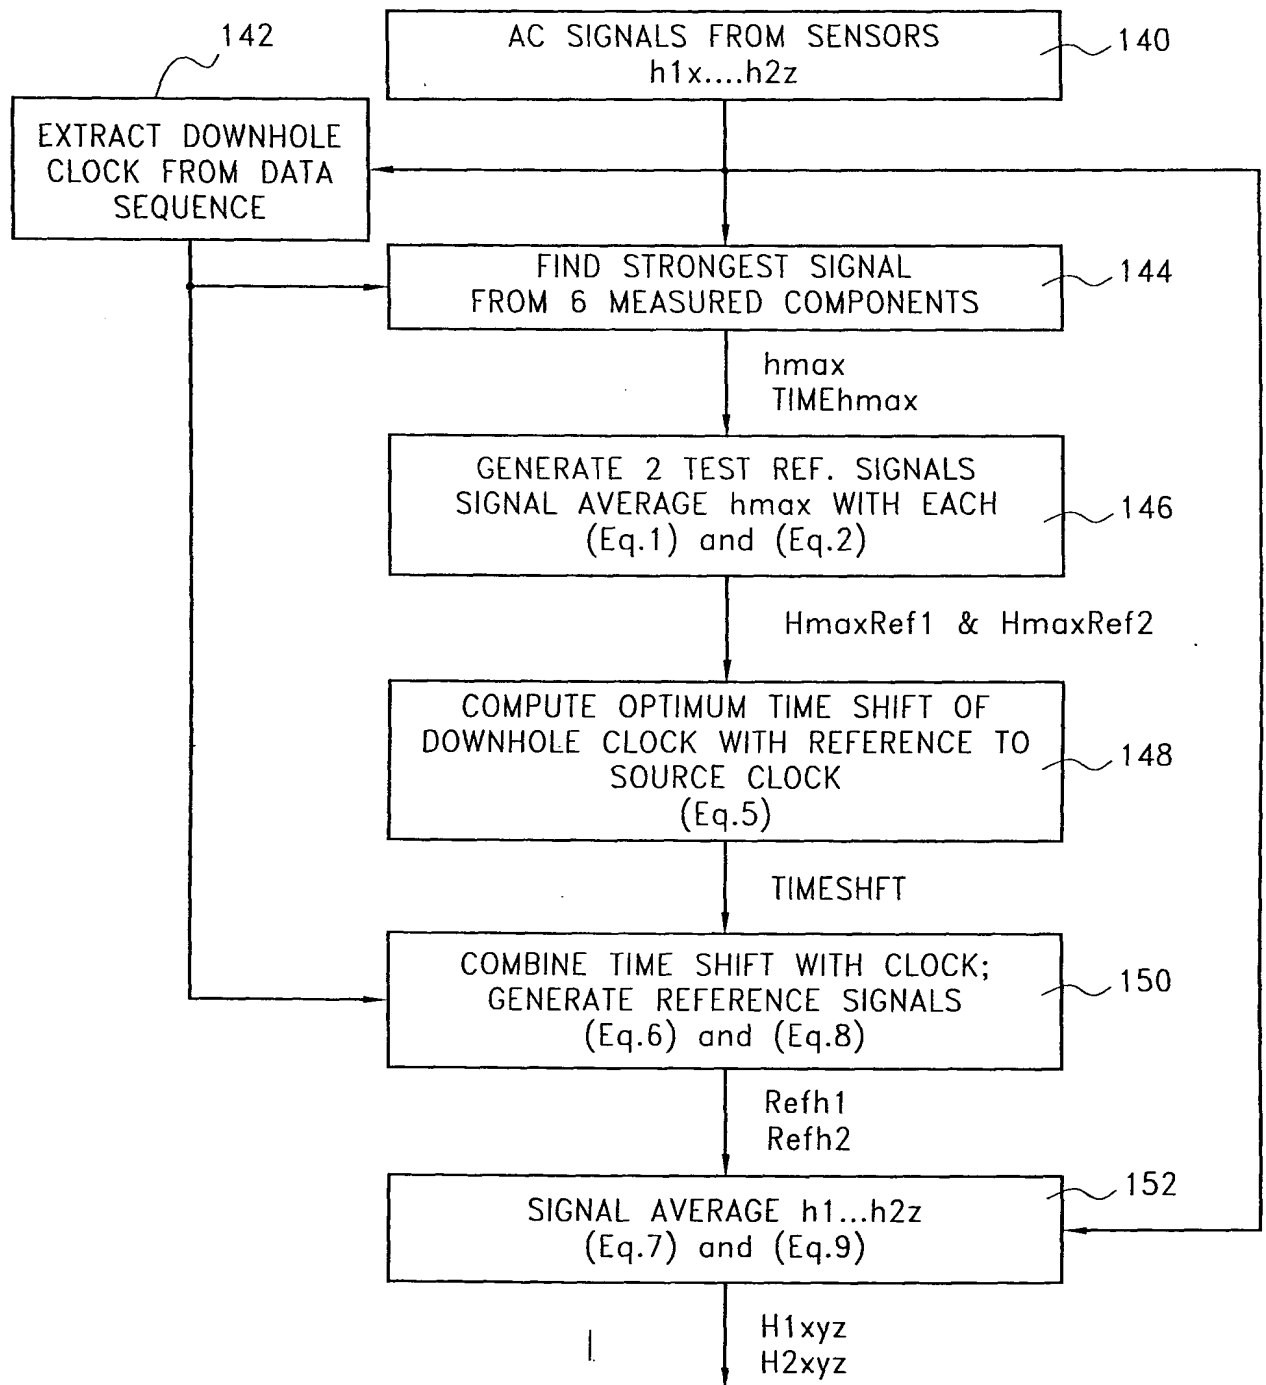 142
AC SIGNALS FROM SENSORS
h1x....h2z
140
EXTRACT DOWNHOLE
CLOCK FROM DATA
SEQUENCE
FIND STRONGEST SIGNAL
FROM 6 MEASURED COMPONENTS
144
hmax
TIMEhmax
GENERATE 2 TEST REF. SIGNALS
SIGNAL AVERAGE hmax WITH EACH
(Eq.1) and (Eq.2)
146
HmaxRef1 & HmaxRef2
COMPUTE OPTIMUM TIME SHIFT OF
DOWNHOLE CLOCK WITH REFERENCE TO
SOURCE CLOCK
(Eq.5)
148
TIMESHFT
COMBINE TIME SHIFT WITH CLOCK;
GENERATE REFERENCE SIGNALS
(Eq.6) and (Eq.8)
150
Refh1
Refh2
SIGNAL AVERAGE h1...h2z
(Eq.7) and (Eq.9)
152
H1xyz
H2xyz